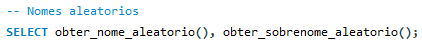 -- Nomes aleatorios
SELECT obter_nome_aleatorio(), obter_sobrenome_aleatorio();